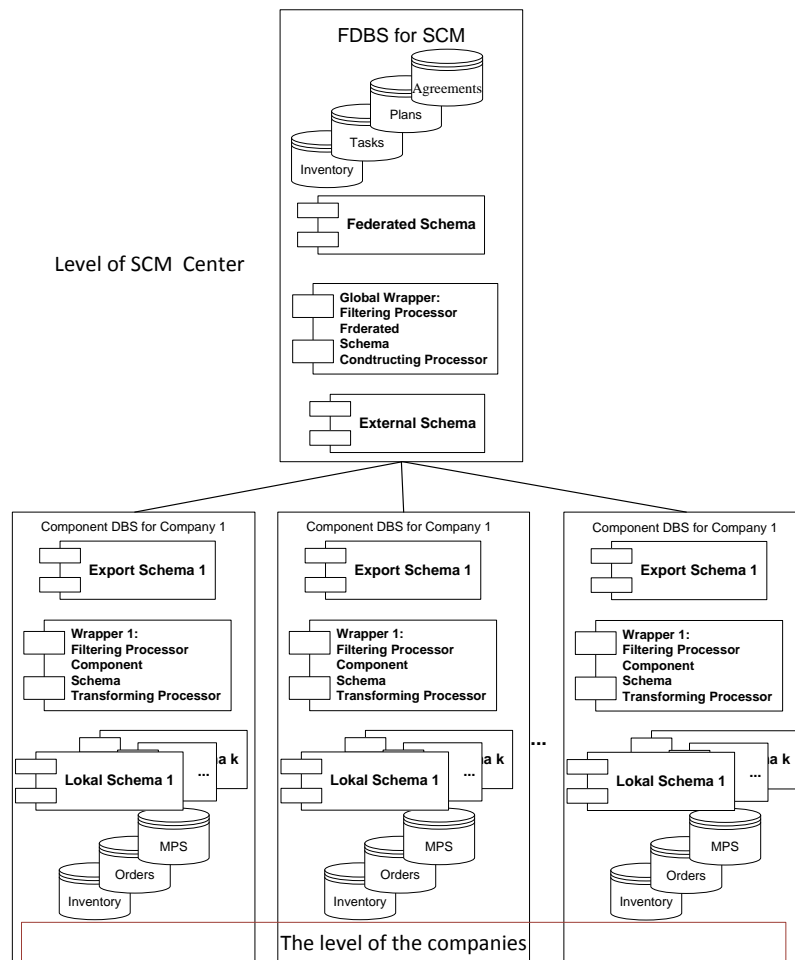 FDBS for SCM
Agreements
Plans
Tasks
Inventory
Federated Schema
Level of SCM Center
Global Wrapper:
Filtering Processor
Frderated
Schema
Condtructing Processor
External Schema
Component DBS for Company 1
Export Schema 1
Wrapper 1:
Filtering Processor
Component
Schema
Transforming Processor
Lokal Schema 1
...
na k
MPS
Orders
Inventory
Component DBS for Company 1
Export Schema 1
Wrapper 1:
Filtering Processor
Component
Schema
Transforming Processor
Lokal Schema 1
...
na k
MPS
Orders
Inventory
...
Component DBS for Company 1
Export Schema 1
Wrapper 1:
Filtering Processor
Component
Schema
Transforming Processor
Lokal Schema 1
...
na k
MPS
Orders
Inventory
The level of the companies